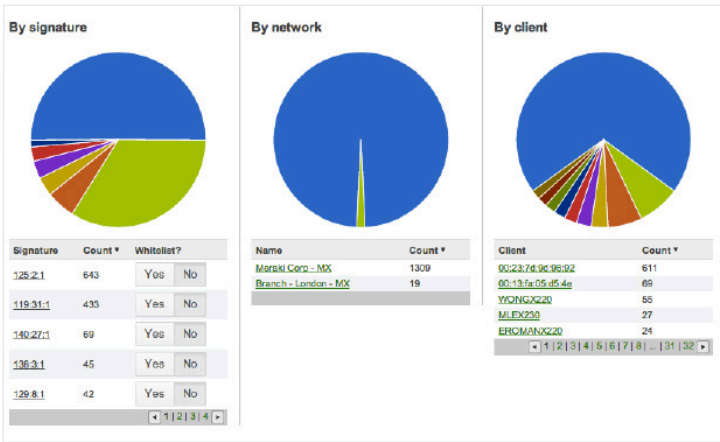 By signature
Signature Count ▼ Whitelist?
125:2:1 643 Yes No
119:31:1 433 Yes No
140:27:1 69 Yes No
136:3:1 45 Yes No
129:8:1 42 Yes No
◄ 1 | 2 | 3 | 4 ►
By network
Name Count ▼
Meraki Corp - MX 1309
Branch - London - MX 19
By client
Client Count ▼
00:23:7d:9d:98:92 611
00:13:fa:05:d5:4e 69
WONGX220 55
MLEX230 27
EROMANX220 24
◄ 1 | 2 | 3 | 4 | 5 | 6 | 7 | 8 | ... | 31 | 32 ►